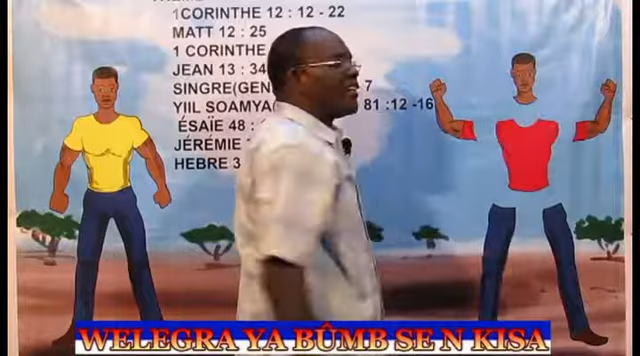 1CORINTHE 12 : 12 - 22
MATT 12 : 25
1 CORINTHE
JEAN 13 : 34
SINGRE(GEN 7
YIIL SOAMYA( 81 :12 -16
ÉSAÏE 48 :
JÉRÉMIE
HEBRE 3
WELEGRA YA BÛMB SE N KISA